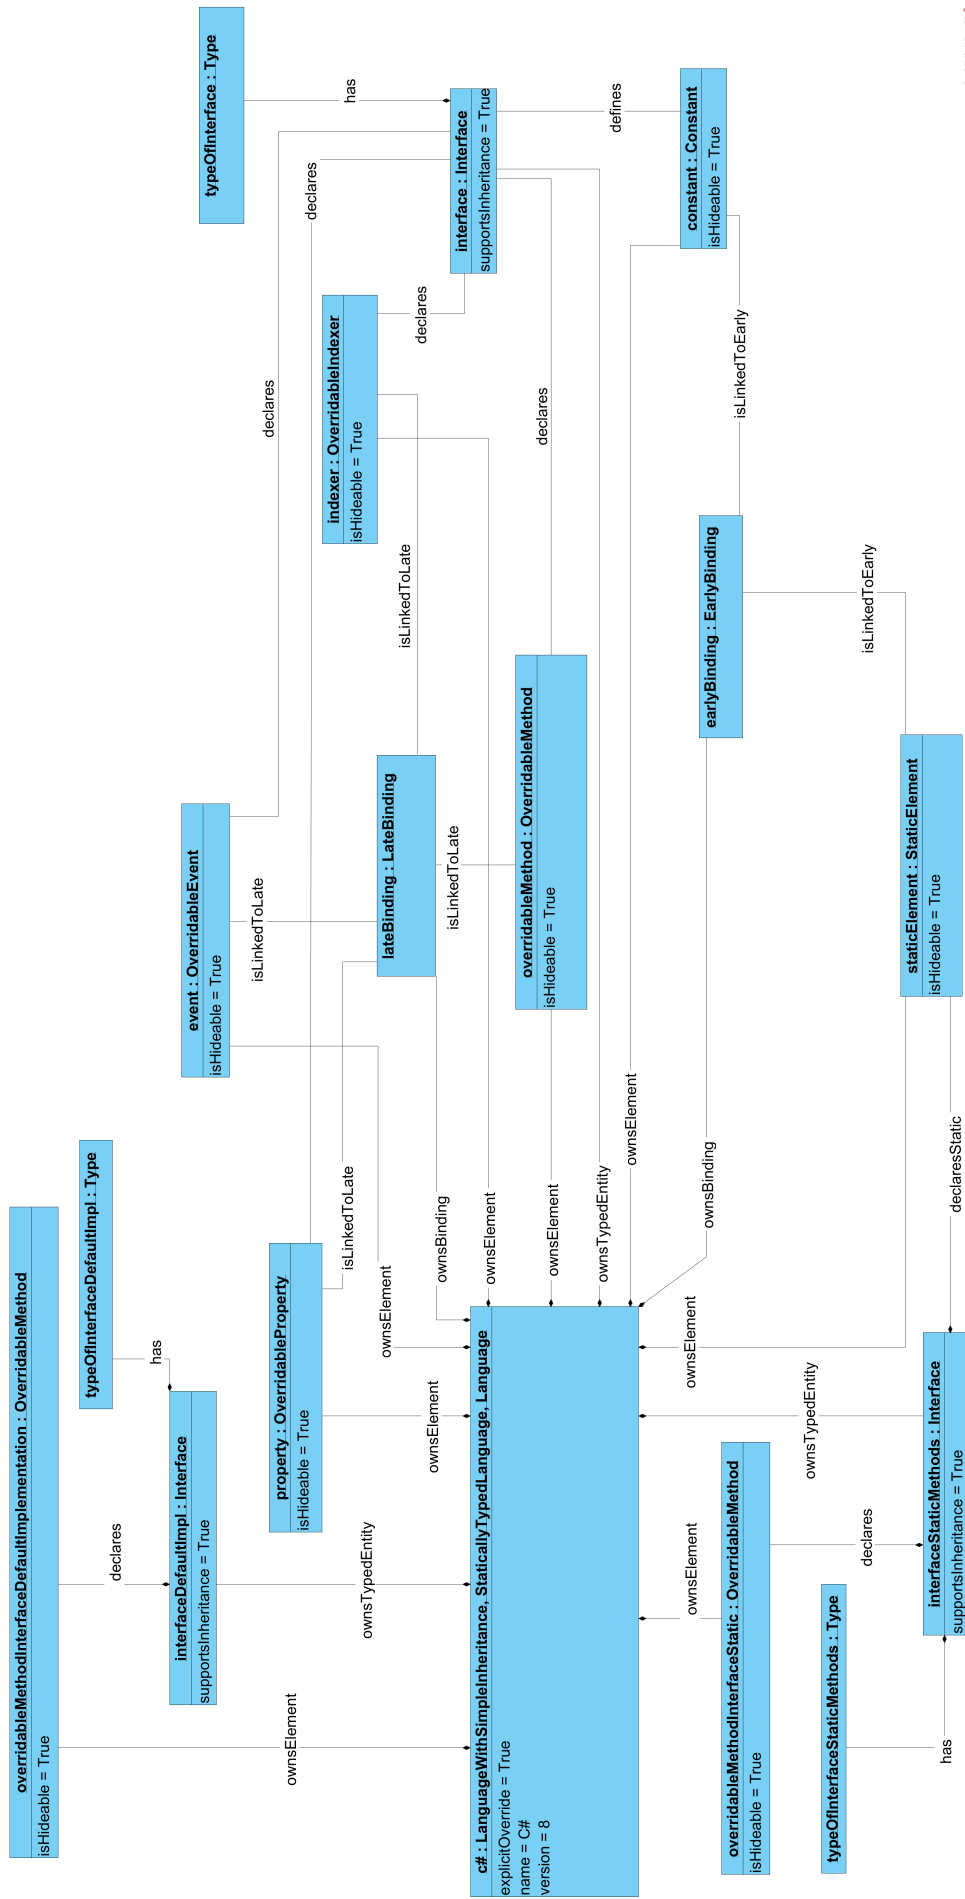 overridableMethodInterfaceDefaultImplementation : OverridableMethod
isHideable = True
typeOfInterfaceDefaultImpl : Type
has
declares
interfaceDefaultImpl : Interface
supportsInheritance = True
ownsTypedEntity
ownsElement
event : OverridableEvent
isHideable = True
isLinkedToLate
declares
typeOfInterface : Type
has
property : OverridableProperty
isHideable = True
isLinkedToLate
ownsElement
ownsElement
declares
indexer : OverridableIndexer
isHideable = True
declares
isLinkedToLate
lateBinding : LateBinding
isLinkedToLate
ownsBinding
interface : Interface
supportsInheritance = True
c# : LanguageWithSimpleInheritance, StaticallyTypedLanguage, Language
explicitOverride = True
name = C#
version = 8
ownsElement
overridableMethod : OverridableMethod
isHideable = True
declares
ownsElement
ownsTypedEntity
defines
ownsElement
constant : Constant
isHideable = True
isLinkedToEarly
earlyBinding : EarlyBinding
ownsBinding
isLinkedToEarly
ownsElement
ownsElement
overridableMethodInterfaceStatic : OverridableMethod
isHideable = True
ownsTypedEntity
declares
typeOfInterfaceStaticMethods : Type
has
staticElement : StaticElement
isHideable = True
declaresStatic
interfaceStaticMethods : Interface
supportsInheritance = True